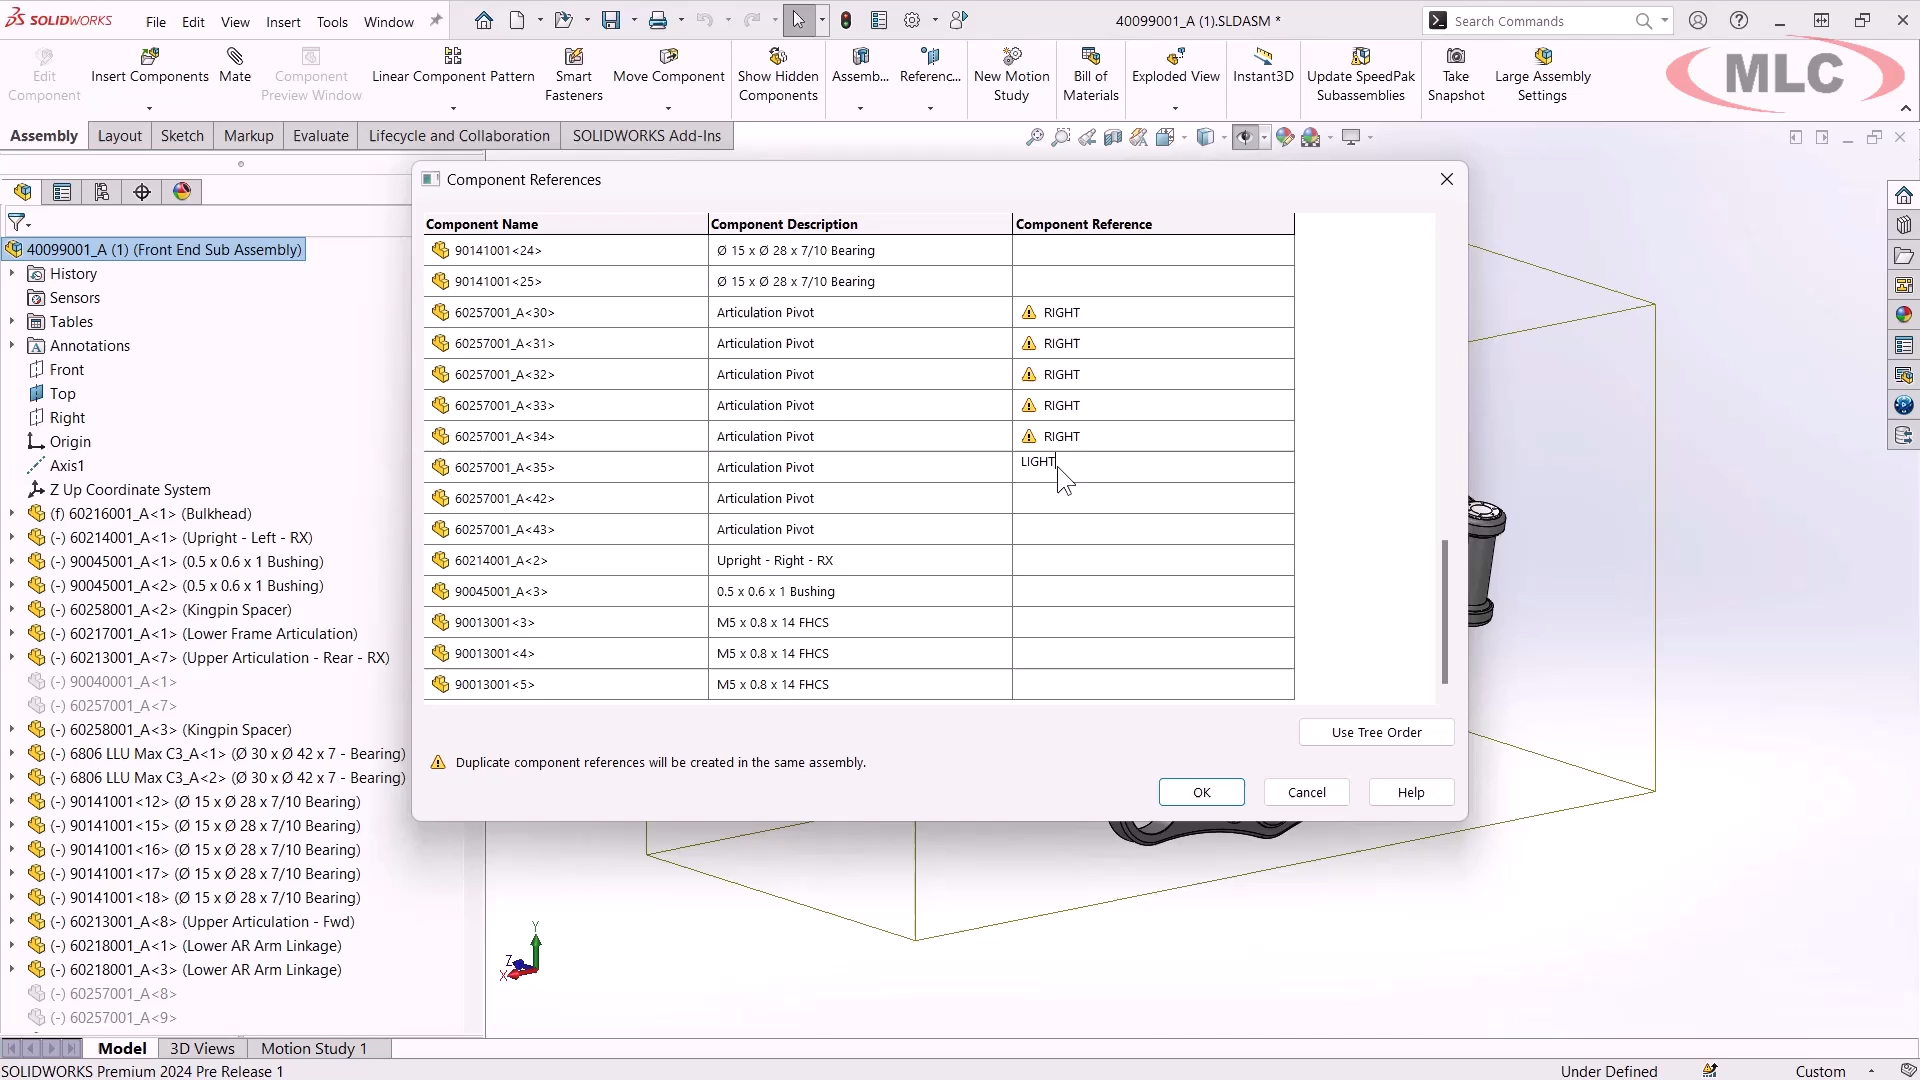 SOLIDWORKS File Edit View Insert Tools Window 40099001_A (1).SLDASM * Search Commands
Edit Component
Insert Components
Mate
Component Preview Window
Linear Component Pattern
Smart Fasteners
Move Component
Show Hidden Components
Assemb...
Referenc...
New Motion Study
Bill of Materials
Exploded View
Instant3D
Update SpeedPak Subassemblies
Take Snapshot
Large Assembly Settings
MLC
Assembly Layout Sketch Markup Evaluate Lifecycle and Collaboration SOLIDWORKS Add-Ins
40099001_A (1) (Front End Sub Assembly)
History
Sensors
Tables
Annotations
Front
Top
Right
Origin
Axis1
Z Up Coordinate System
(f) 60216001_A<1> (Bulkhead)
(-) 60214001_A<1> (Upright - Left - RX)
(-) 90045001_A<1> (0.5 x 0.6 x 1 Bushing)
(-) 90045001_A<2> (0.5 x 0.6 x 1 Bushing)
(-) 60258001_A<2> (Kingpin Spacer)
(-) 60217001_A<1> (Lower Frame Articulation)
(-) 60213001_A<7> (Upper Articulation - Rear - RX)
(-) 90040001_A<1>
(-) 60257001_A<7>
(-) 60258001_A<3> (Kingpin Spacer)
(-) 6806 LLU Max C3_A<1> (Ø 30 x Ø 42 x 7 - Bearing)
(-) 6806 LLU Max C3_A<2> (Ø 30 x Ø 42 x 7 - Bearing)
(-) 90141001<12> (Ø 15 x Ø 28 x 7/10 Bearing)
(-) 90141001<15> (Ø 15 x Ø 28 x 7/10 Bearing)
(-) 90141001<16> (Ø 15 x Ø 28 x 7/10 Bearing)
(-) 90141001<17> (Ø 15 x Ø 28 x 7/10 Bearing)
(-) 90141001<18> (Ø 15 x Ø 28 x 7/10 Bearing)
(-) 60213001_A<8> (Upper Articulation - Fwd)
(-) 60218001_A<1> (Lower AR Arm Linkage)
(-) 60218001_A<3> (Lower AR Arm Linkage)
(-) 60257001_A<8>
(-) 60257001_A<9>
Component References
Component Name Component Description Component Reference
90141001<24> Ø 15 x Ø 28 x 7/10 Bearing
90141001<25> Ø 15 x Ø 28 x 7/10 Bearing
60257001_A<30> Articulation Pivot RIGHT
60257001_A<31> Articulation Pivot RIGHT
60257001_A<32> Articulation Pivot RIGHT
60257001_A<33> Articulation Pivot RIGHT
60257001_A<34> Articulation Pivot RIGHT
60257001_A<35> Articulation Pivot LIGHT
60257001_A<42> Articulation Pivot
60257001_A<43> Articulation Pivot
60214001_A<2> Upright - Right - RX
90045001_A<3> 0.5 x 0.6 x 1 Bushing
90013001<3> M5 x 0.8 x 14 FHCS
90013001<4> M5 x 0.8 x 14 FHCS
90013001<5> M5 x 0.8 x 14 FHCS
Use Tree Order
Duplicate component references will be created in the same assembly.
OK Cancel Help
Y
Z
X
Model 3D Views Motion Study 1
SOLIDWORKS Premium 2024 Pre Release 1 Under Defined Custom